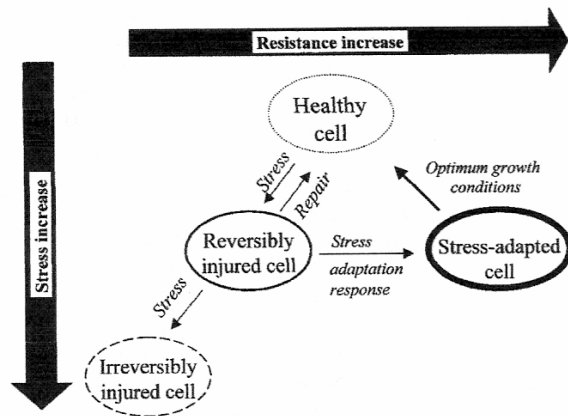 Resistance increase
Stress increase
Healthy
cell
Stress
Repair
Optimum growth
conditions
Reversibly
injured cell
Stress
adaptation
response
Stress-adapted
cell
Stress
Irreversibly
injured cell